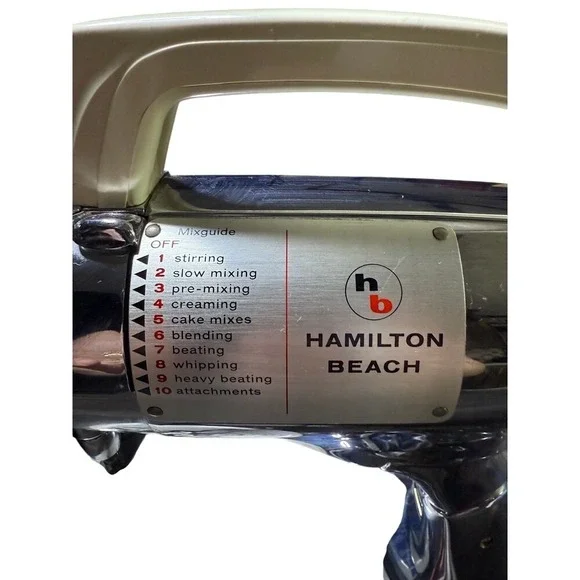 Mixguide
OFF
1 stirring
2 slow mixing
3 pre-mixing
4 creaming
5 cake mixes
6 blending
7 beating
8 whipping
9 heavy beating
10 attachments
hb
HAMILTON
BEACH